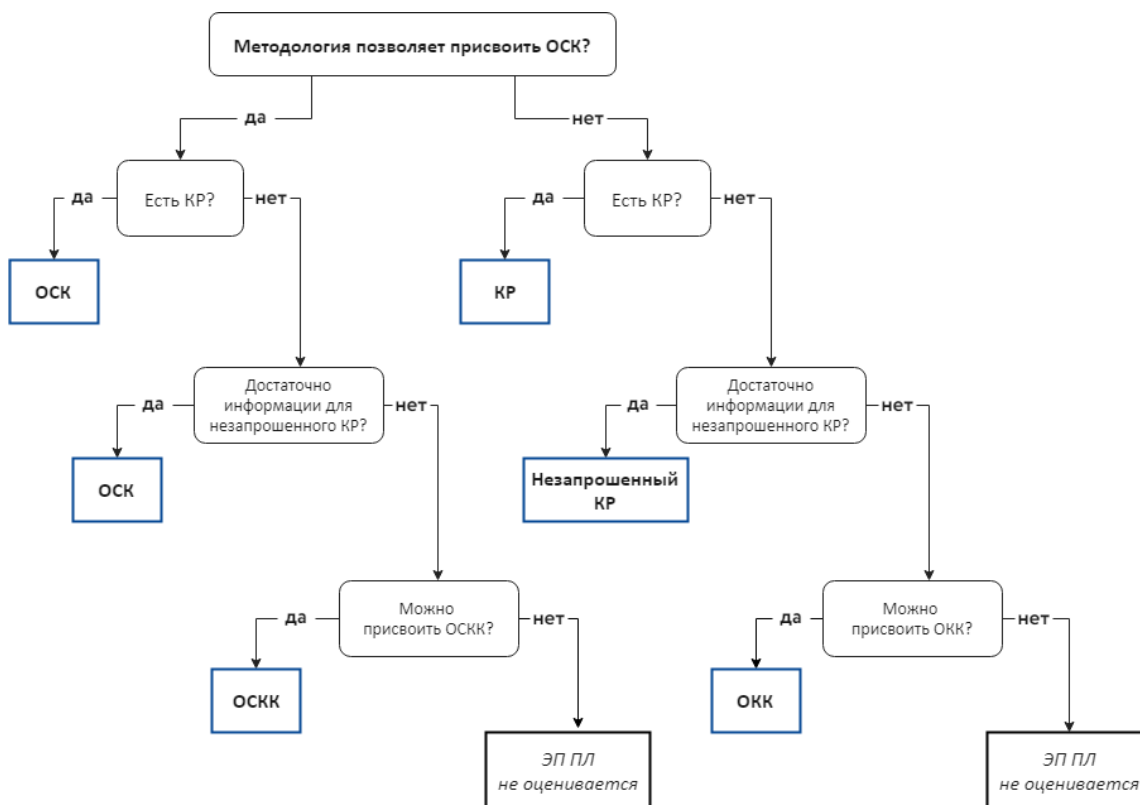 Методология позволяет присвоить ОСК?
да
нет
да
Есть КР?
нет
да
Есть КР?
нет
ОСК
КР
да
Достаточно
информации для
незапрошенного КР?
нет
да
Достаточно
информации для
незапрошенного КР?
нет
ОСК
Незапрошенный
КР
да
Можно
присвоить ОСКК?
нет
да
Можно
присвоить ОКК?
нет
ОСКК
ОКК
ЭП ПЛ
не оценивается
ЭП ПЛ
не оценивается